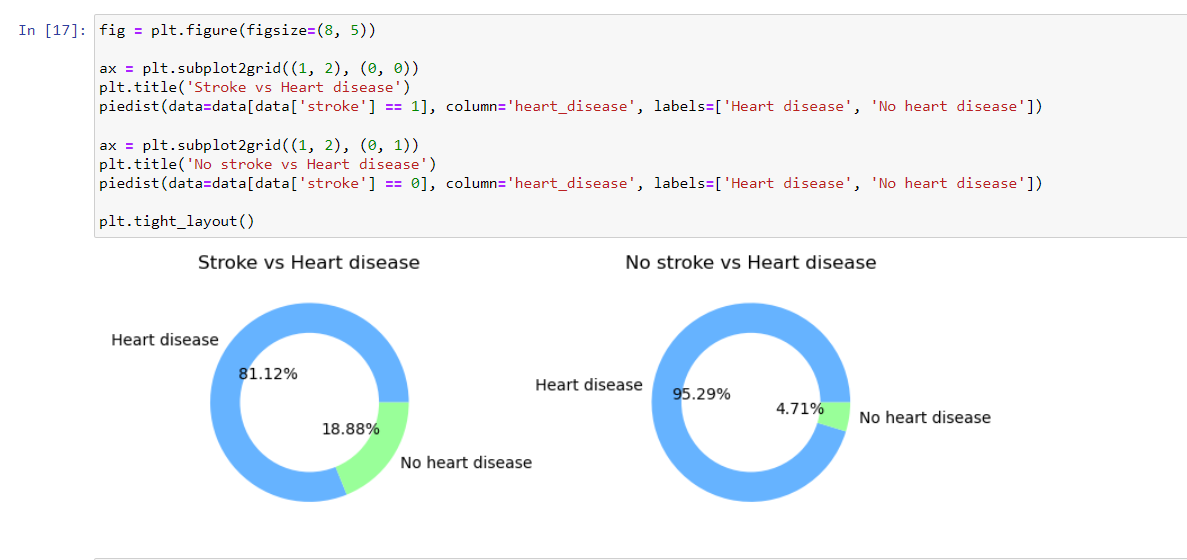 In [17]: fig = plt.figure(figsize=(8, 5))
ax = plt.subplot2grid((1, 2), (0, 0))
plt.title('Stroke vs Heart disease')
piedist(data=data[data['stroke'] == 1], column='heart_disease', labels=['Heart disease', 'No heart disease'])
ax = plt.subplot2grid((1, 2), (0, 1))
plt.title('No stroke vs Heart disease')
piedist(data=data[data['stroke'] == 0], column='heart_disease', labels=['Heart disease', 'No heart disease'])
plt.tight_layout()
Stroke vs Heart disease
Heart disease
81.12%
18.88%
No heart disease
No stroke vs Heart disease
Heart disease
95.29%
4.71%
No heart disease